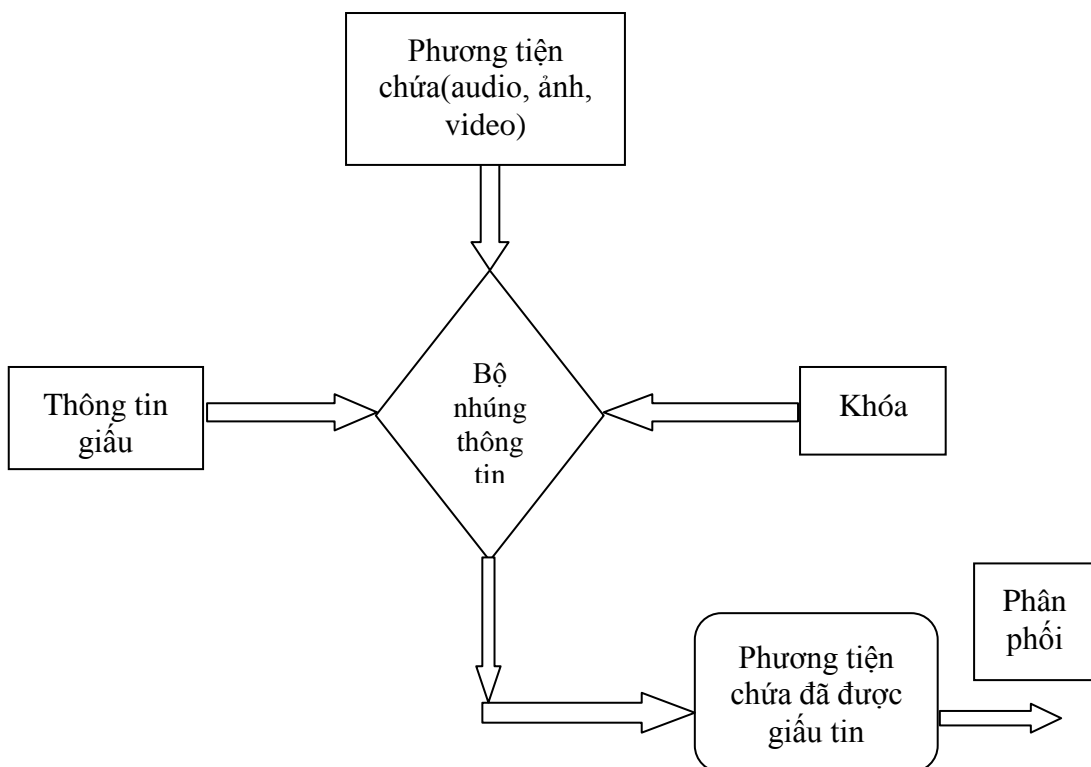 Phương tiện
chứa(audio, ảnh,
video)
Thông tin
giấu
Bộ
nhúng
thông
tin
Khóa
Phương tiện
chứa đã được
giấu tin
Phân
phối